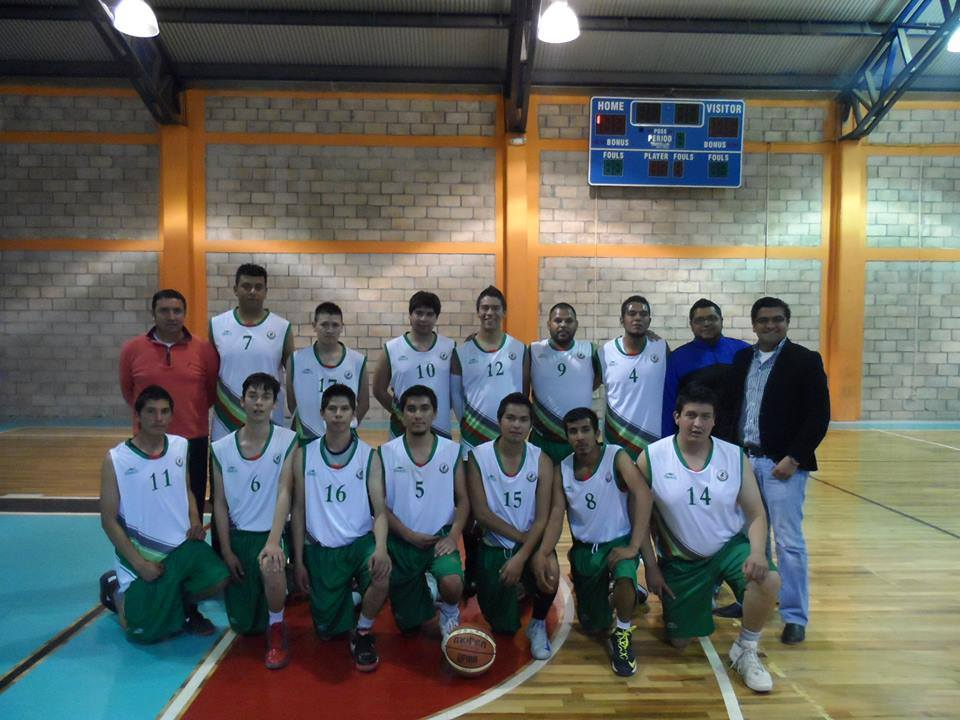 HOME VISITOR
PERIOD
BONUS BONUS
FOULS PLAYER FOULS FOULS
7
17
10
12
9
4
11
6
16
5
15
8
14
molten